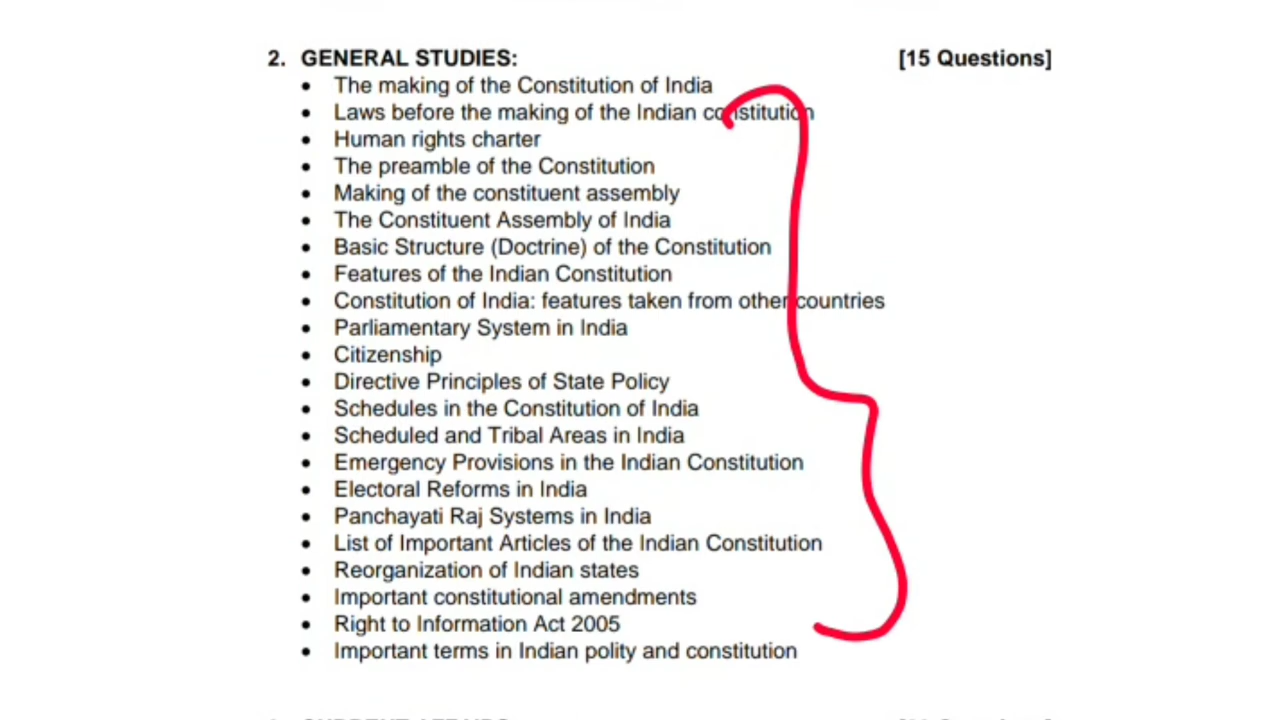 2. GENERAL STUDIES: [15 Questions]
• The making of the Constitution of India
• Laws before the making of the Indian constitution
• Human rights charter
• The preamble of the Constitution
• Making of the constituent assembly
• The Constituent Assembly of India
• Basic Structure (Doctrine) of the Constitution
• Features of the Indian Constitution
• Constitution of India: features taken from other countries
• Parliamentary System in India
• Citizenship
• Directive Principles of State Policy
• Schedules in the Constitution of India
• Scheduled and Tribal Areas in India
• Emergency Provisions in the Indian Constitution
• Electoral Reforms in India
• Panchayati Raj Systems in India
• List of Important Articles of the Indian Constitution
• Reorganization of Indian states
• Important constitutional amendments
• Right to Information Act 2005
• Important terms in Indian polity and constitution